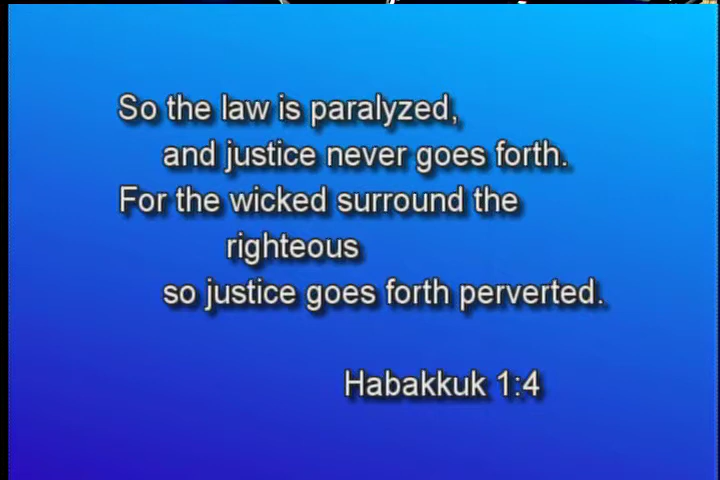 So the law is paralyzed,
and justice never goes forth.
For the wicked surround the
righteous
so justice goes forth perverted.
Habakkuk 1:4